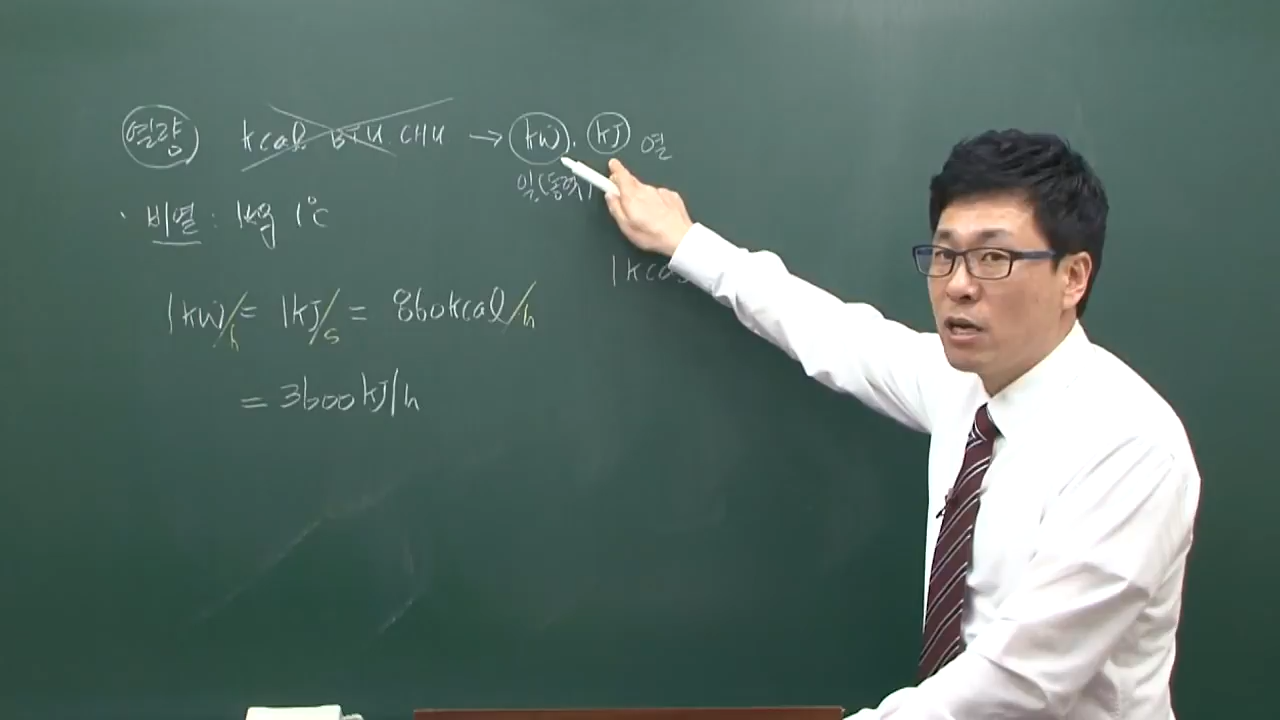 열량 kcal BTU CHU → kW, kJ 열
일(동력)
· 비열 : 1kg 1°C
1kcal
1kW/h = 1kJ/s = 860kcal/h
= 3600kJ/h